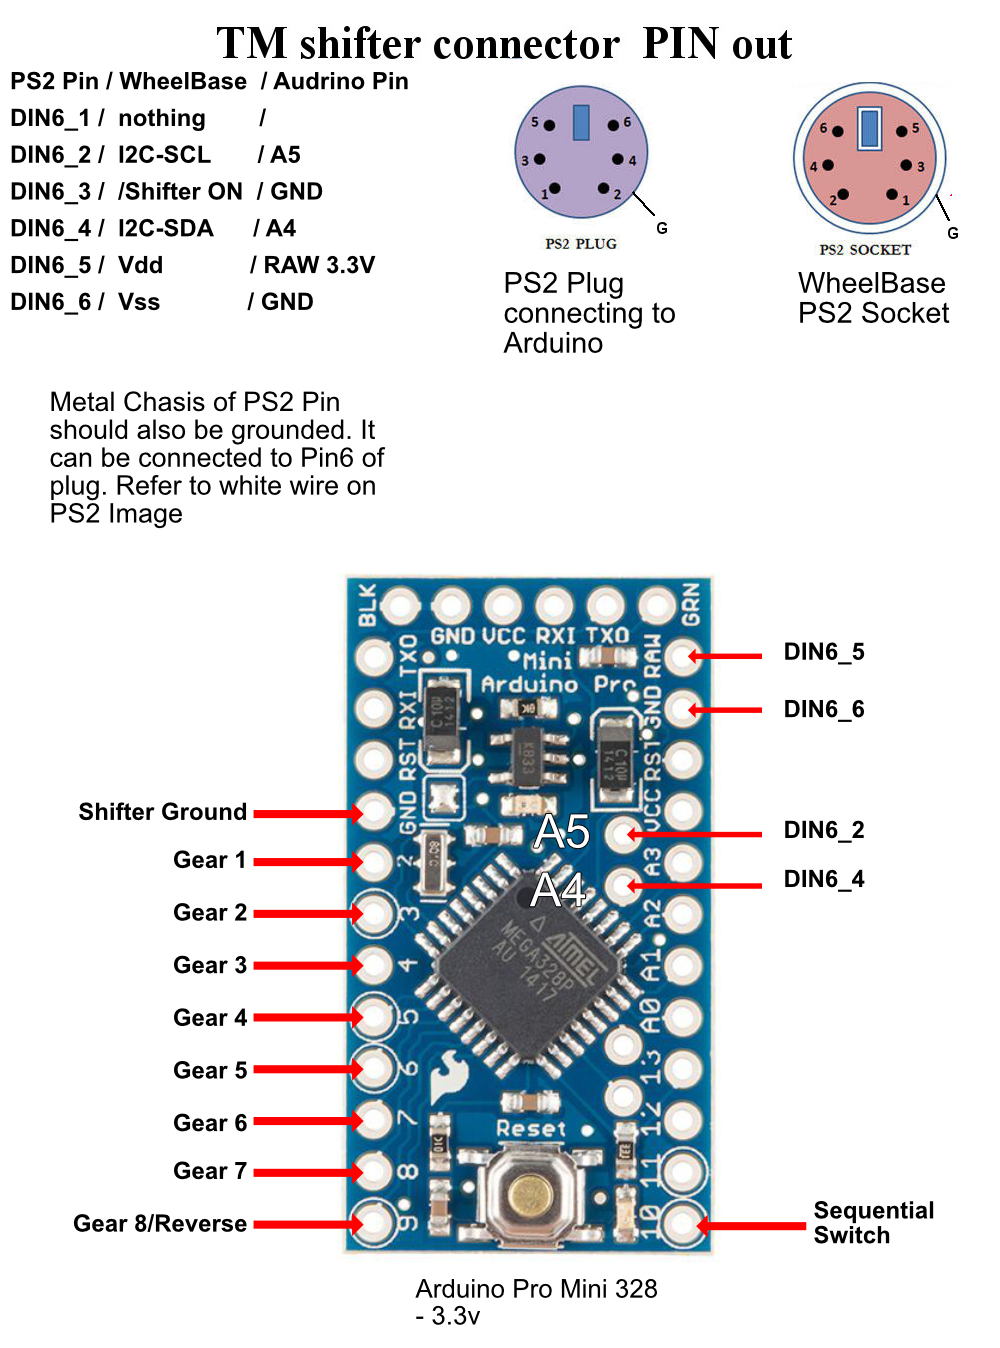 TM shifter connector PIN out
PS2 Pin / WheelBase / Audrino Pin
DIN6_1 / nothing /
DIN6_2 / I2C-SCL / A5
DIN6_3 / /Shifter ON / GND
DIN6_4 / I2C-SDA / A4
DIN6_5 / Vdd / RAW 3.3V
DIN6_6 / Vss / GND
5 6
3 4
1 2
G
PS2 PLUG
PS2 Plug
connecting to
Arduino
6 5
4 3
2 1
G
PS2 SOCKET
WheelBase
PS2 Socket
Metal Chasis of PS2 Pin
should also be grounded. It
can be connected to Pin6 of
plug. Refer to white wire on
PS2 Image
BLK
GRN
GND VCC RXI TXO
Mini
Arduino Pro
TXO
RXI
RST
GND
2
3
4
5
6
7
8
9
RAW
GND
RST
VCC
A3
A2
A1
A0
13
12
11
10
C10µ
1412
K833
C10µ
1412
A5
A4
ATMEL
MEGA328P
AU 1417
Reset
DIN6_5
DIN6_6
DIN6_2
DIN6_4
Shifter Ground
Gear 1
Gear 2
Gear 3
Gear 4
Gear 5
Gear 6
Gear 7
Gear 8/Reverse
Sequential
Switch
Arduino Pro Mini 328
- 3.3v